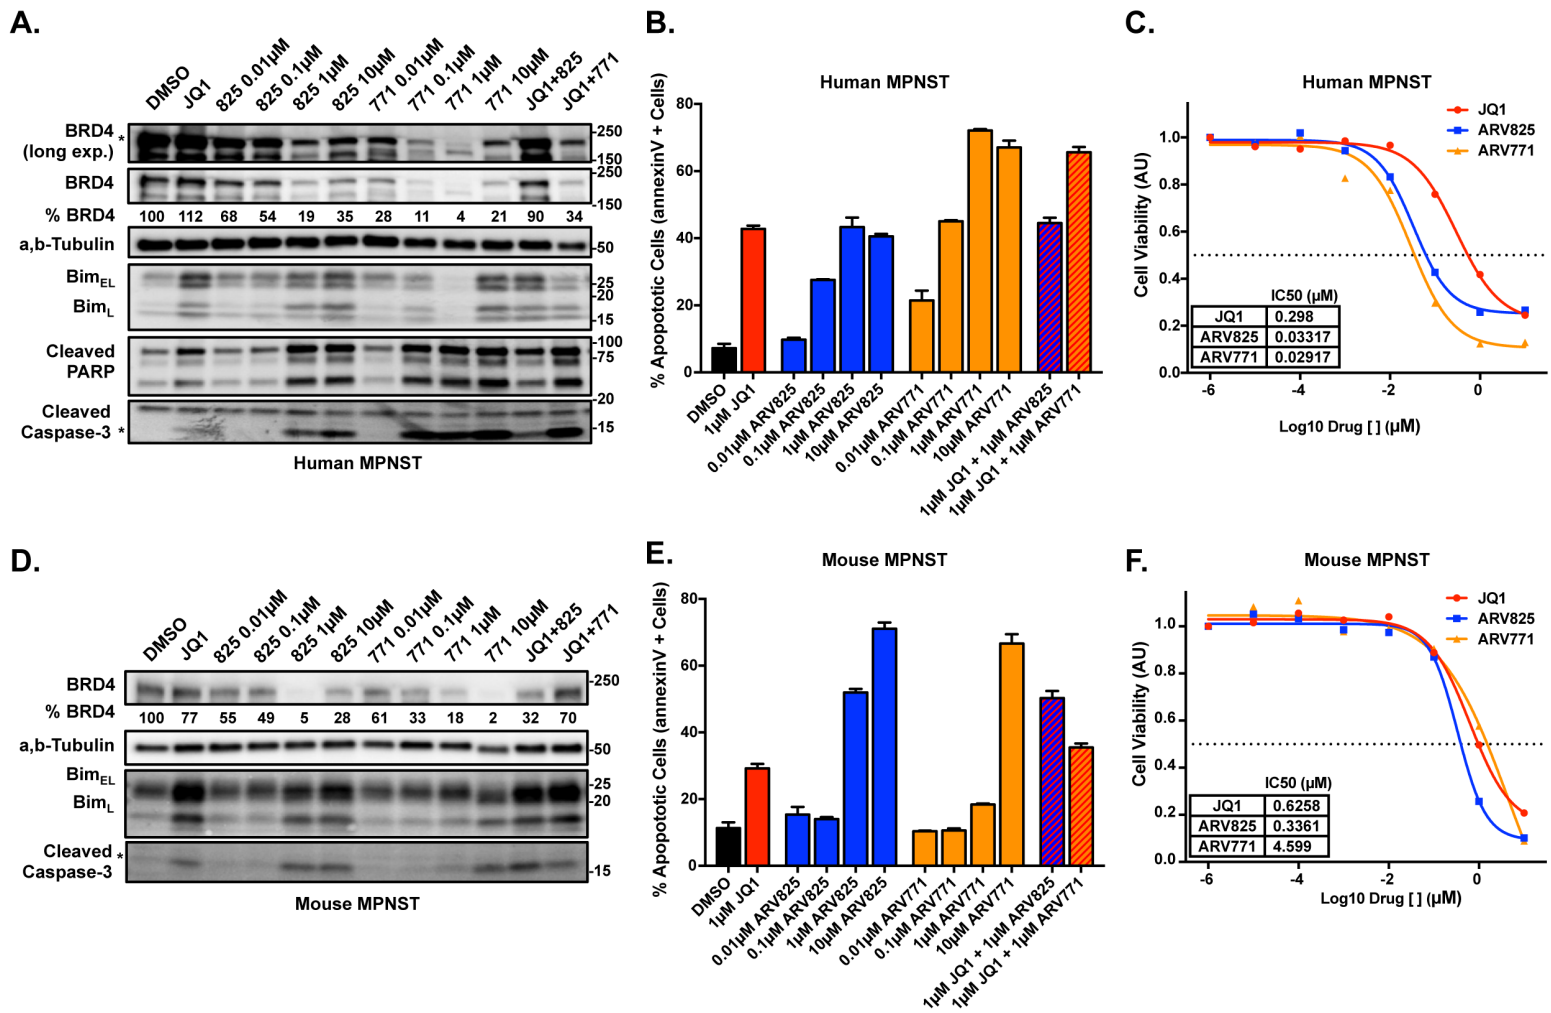 A.
DMSO
JQ1
825 0.01µM
825 0.1µM
825 1µM
825 10µM
771 0.01µM
771 0.1µM
771 1µM
771 10µM
JQ1+825
JQ1+771
BRD4 *
(long exp.)
-250
-150
BRD4
-250
-150
% BRD4 100 112 68 54 19 35 28 11 4 21 90 34
a,b-Tubulin
-50
BimEL
BimL
-25
-20
-15
Cleaved
PARP
-100
-75
Cleaved
Caspase-3 *
-20
-15
Human MPNST
B.
Human MPNST
% Apopototic Cells (annexinV + Cells)
80
60
40
20
0
DMSO
1µM JQ1
0.01µM ARV825
0.1µM ARV825
1µM ARV825
10µM ARV825
0.01µM ARV771
0.1µM ARV771
1µM ARV771
10µM ARV771
1µM JQ1 + 1µM ARV825
1µM JQ1 + 1µM ARV771
C.
Human MPNST
JQ1
ARV825
ARV771
Cell Viability (AU)
1.0
0.8
0.6
0.4
0.2
0.0
IC50 (µM)
JQ1 0.298
ARV825 0.03317
ARV771 0.02917
-6 -4 -2 0
Log10 Drug [ ] (µM)
D.
DMSO
JQ1
825 0.01µM
825 0.1µM
825 1µM
825 10µM
771 0.01µM
771 0.1µM
771 1µM
771 10µM
JQ1+825
JQ1+771
BRD4
-250
% BRD4 100 77 55 49 5 28 61 33 18 2 32 70
a,b-Tubulin
-50
BimEL
BimL
-25
-20
Cleaved *
Caspase-3
-15
Mouse MPNST
E.
Mouse MPNST
% Apopototic Cells (annexinV + Cells)
80
60
40
20
0
DMSO
1µM JQ1
0.01µM ARV825
0.1µM ARV825
1µM ARV825
10µM ARV825
0.01µM ARV771
0.1µM ARV771
1µM ARV771
10µM ARV771
1µM JQ1 + 1µM ARV825
1µM JQ1 + 1µM ARV771
F.
Mouse MPNST
JQ1
ARV825
ARV771
Cell Viability (AU)
1.0
0.8
0.6
0.4
0.2
0.0
IC50 (µM)
JQ1 0.6258
ARV825 0.3361
ARV771 4.599
-6 -4 -2 0
Log10 Drug [ ] (µM)